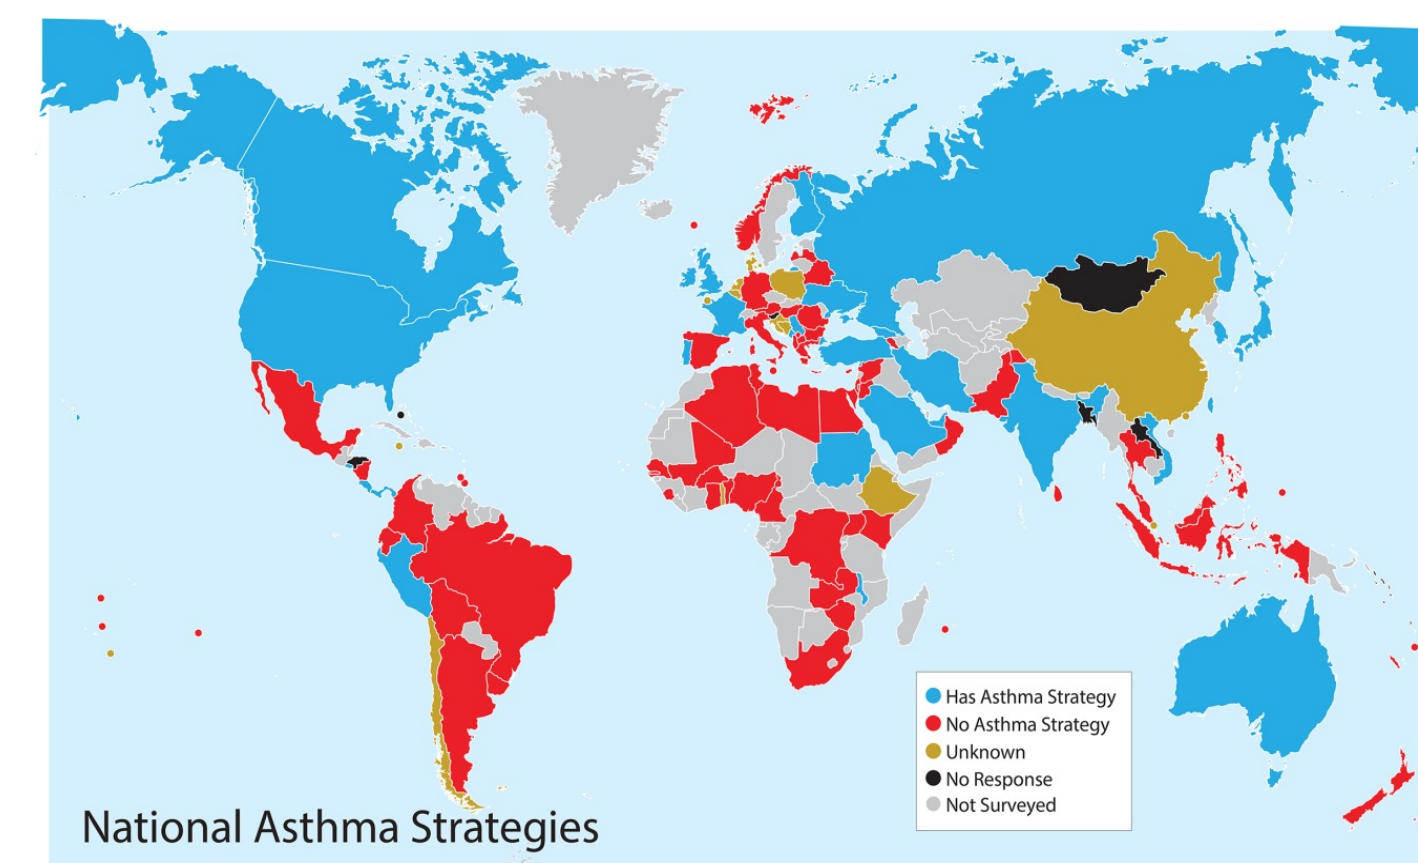 Has Asthma Strategy
No Asthma Strategy
Unknown
No Response
Not Surveyed
National Asthma Strategies